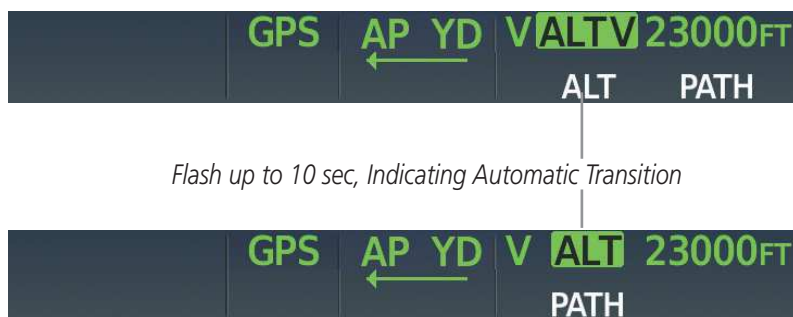 GPS AP YD V ALTV 23000FT
ALT PATH
Flash up to 10 sec, Indicating Automatic Transition
GPS AP YD V ALT 23000FT
PATH